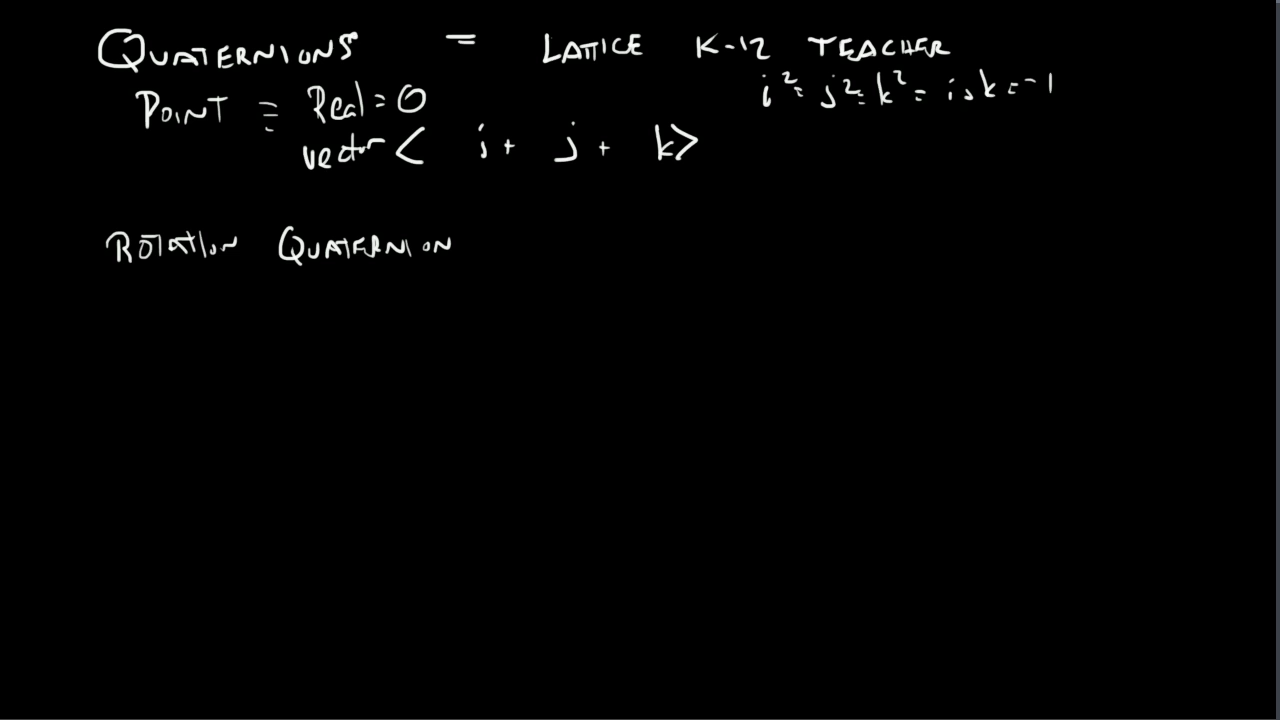 QUATERNIONS = LATTICE K-12 TEACHER
i² = j² = k² = ijk = -1
POINT = Real = 0
vector < i + j + k>
ROTATION QUATERNION